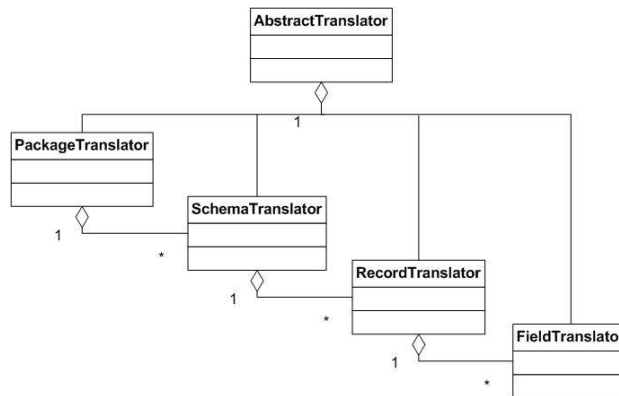 AbstractTranslator
1
PackageTranslator
SchemaTranslator
1
*
RecordTranslator
1
*
FieldTranslato
1
*